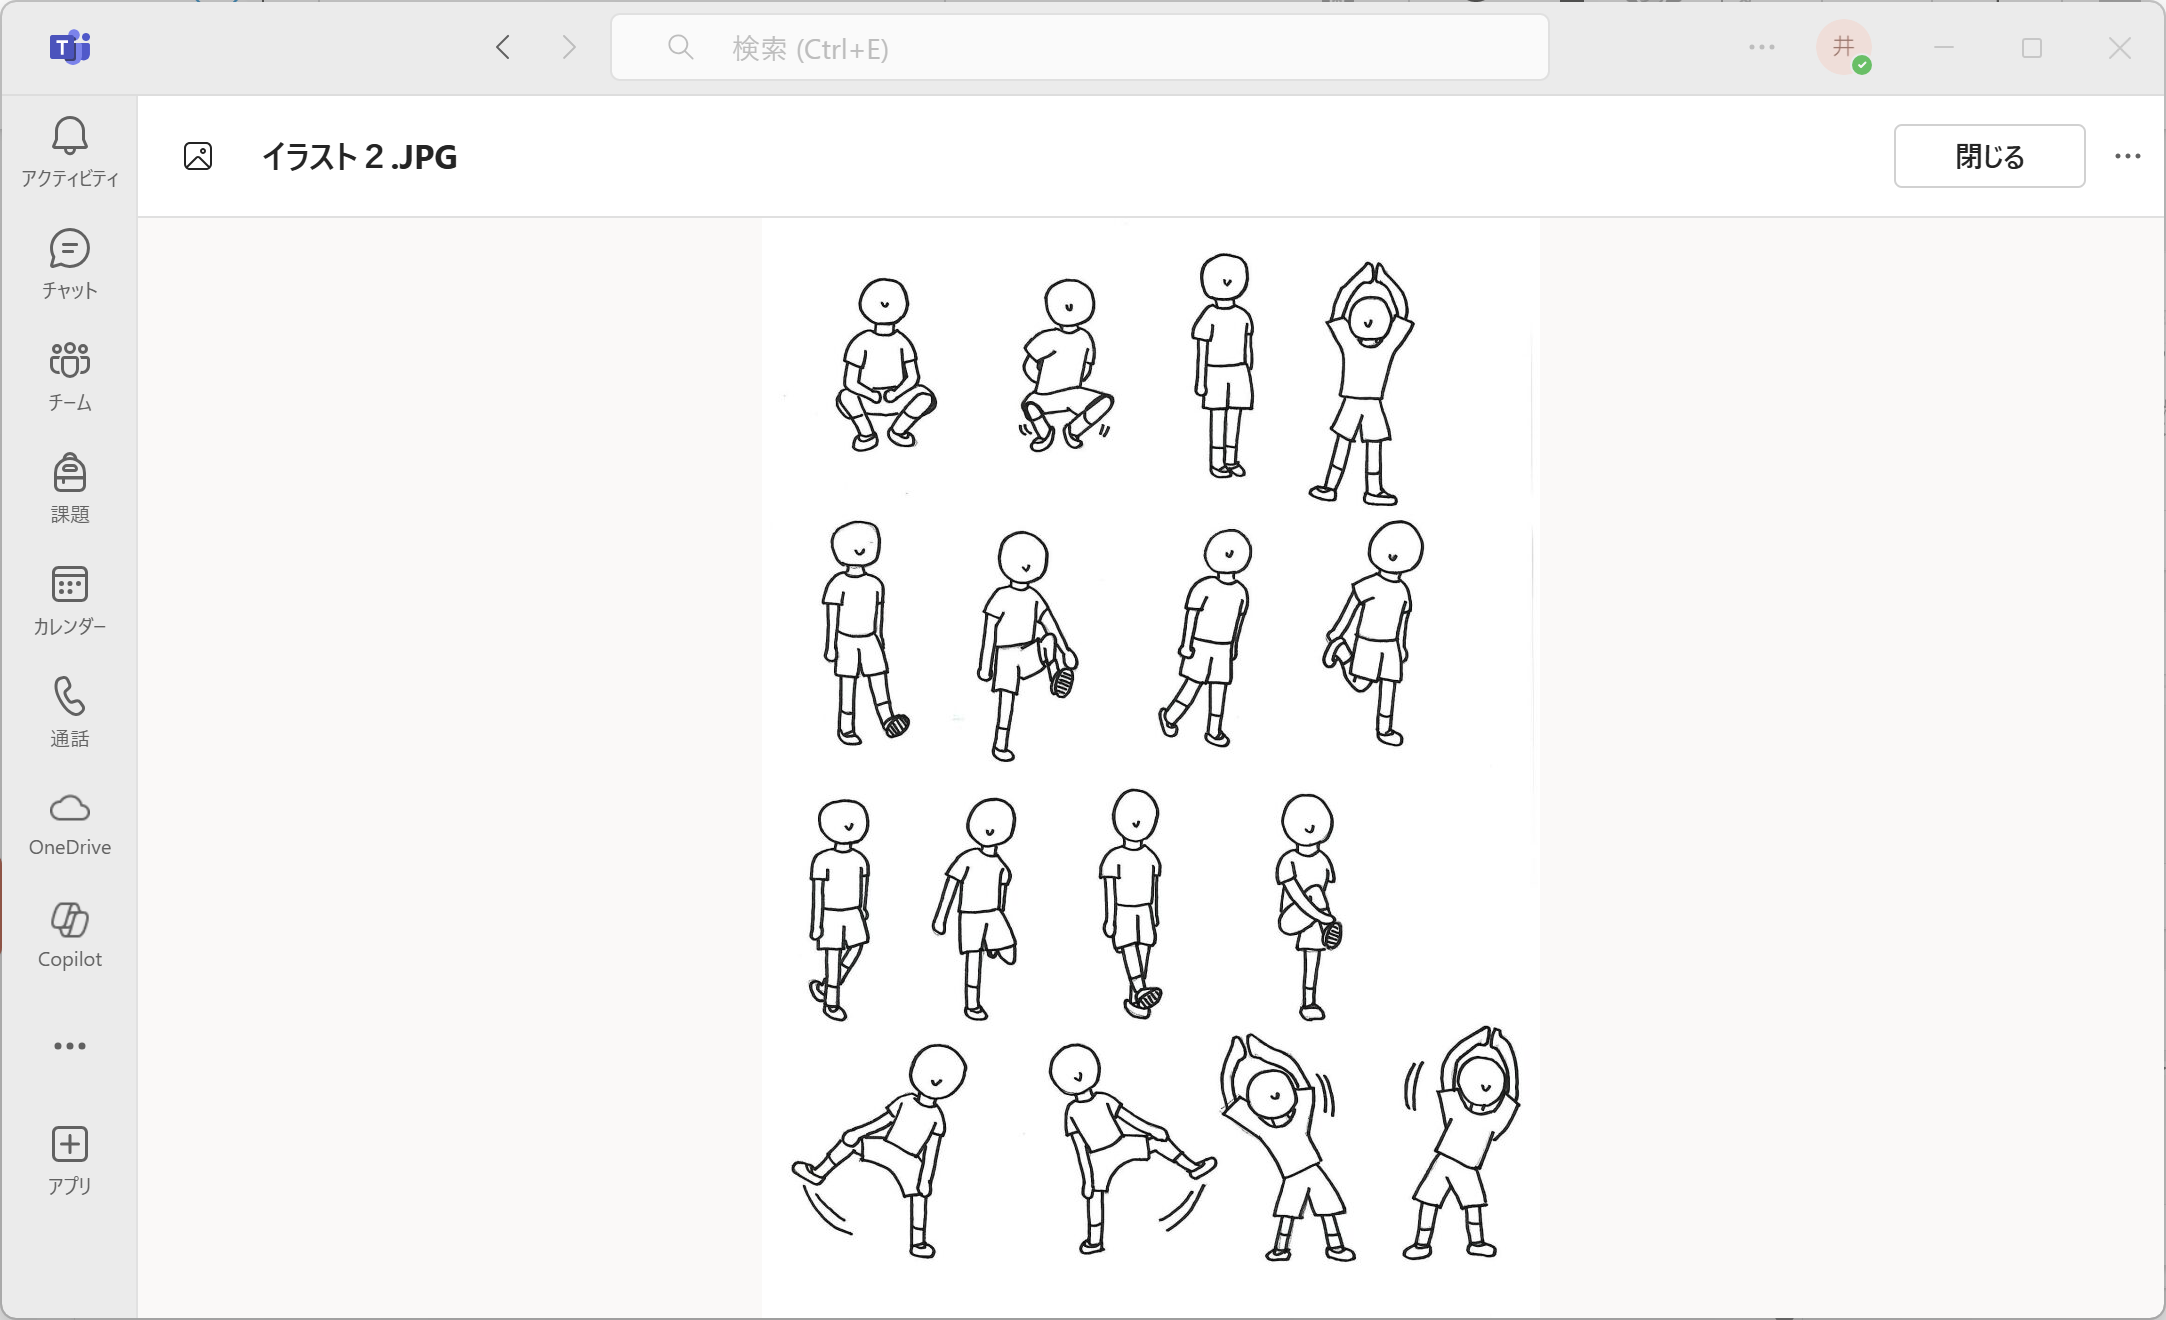 検索 (Ctrl+E)
井
アクティビティ
チャット
チーム
課題
カレンダー
通話
OneDrive
Copilot
アプリ
イラスト２.JPG
閉じる